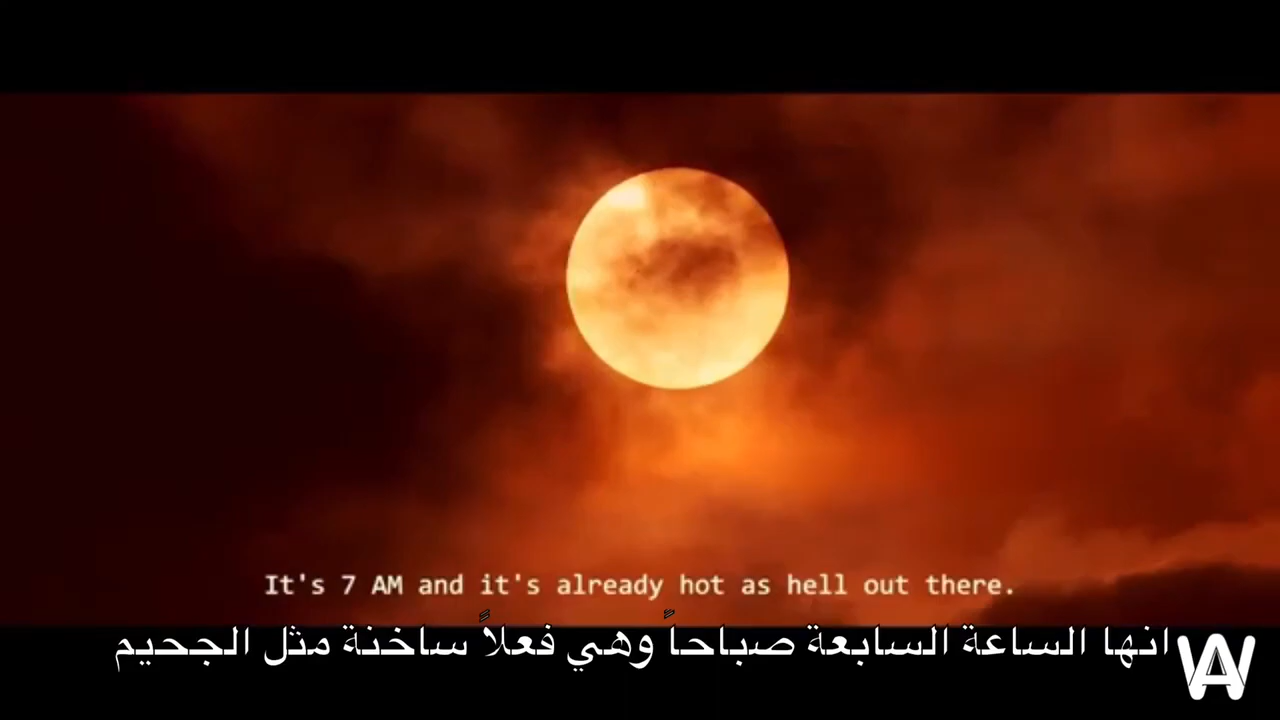 It's 7 AM and it's already hot as hell out there.
انها الساعة السابعة صباحاً وهي فعلاً ساخنة مثل الجحيم
WA